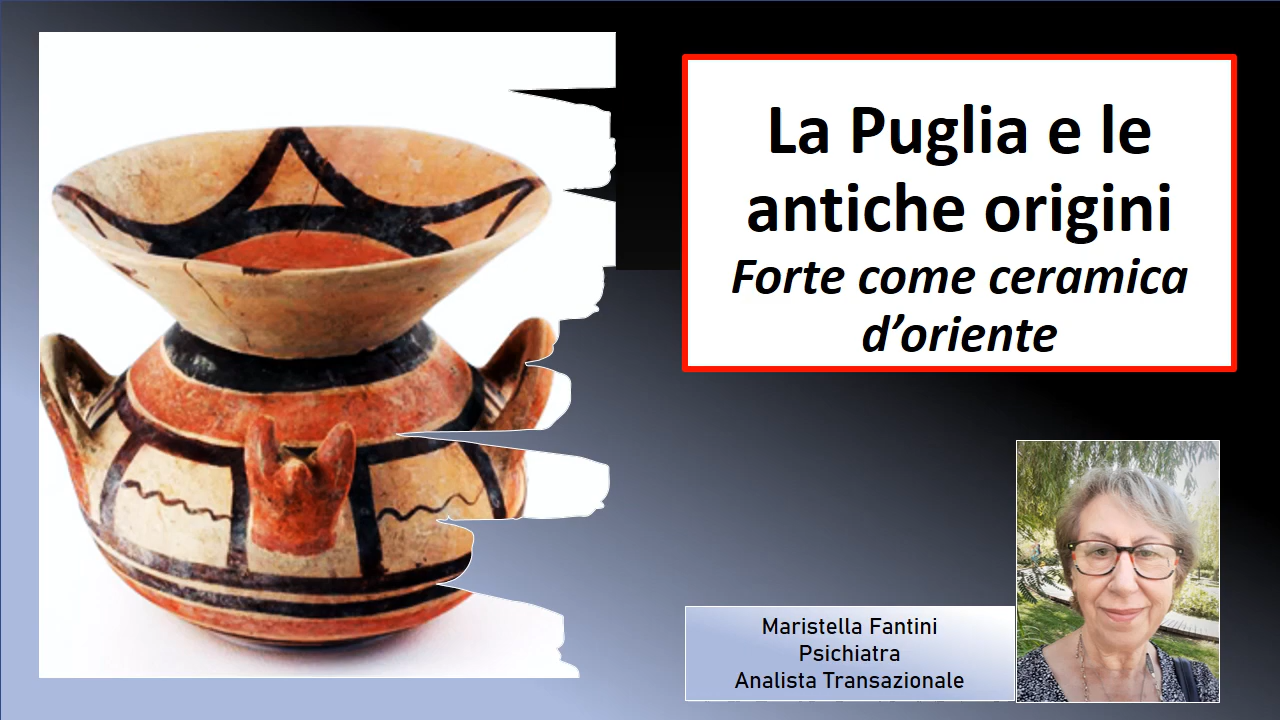 La Puglia e le
antiche origini
Forte come ceramica
d’oriente
Maristella Fantini
Psichiatra
Analista Transazionale